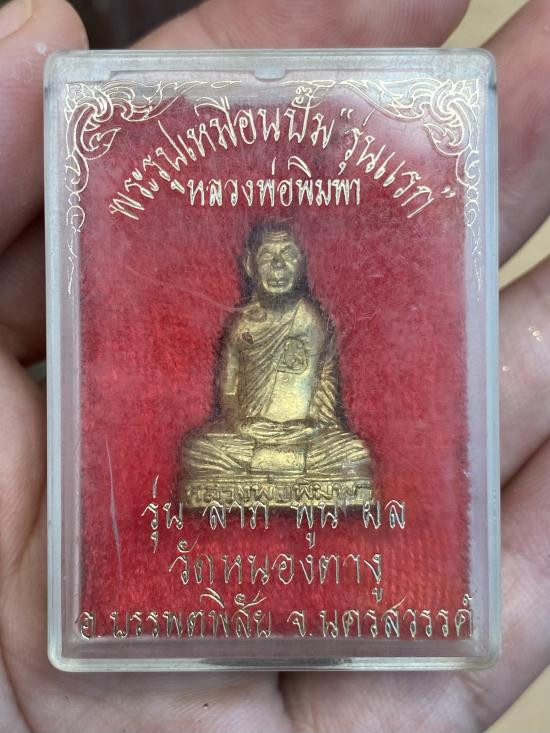 พระรูปเหมือนปั๊ม "รุ่นแรก"
หลวงพ่อพิมพา
หลวงพ่อพิมพา
รุ่น ลาภ พูน ผล
วัดหนองตางู
อ.บรรพตพิสัย จ.นครสวรรค์